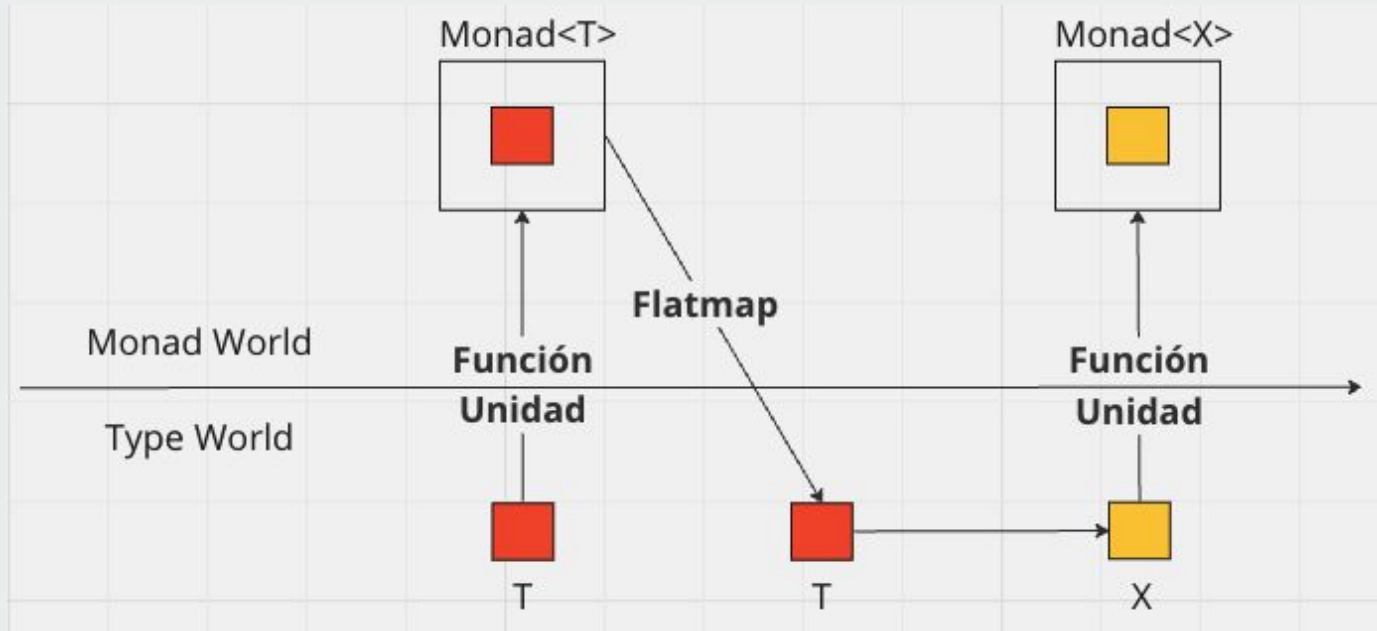 Monad<T>
Monad<X>
Flatmap
Monad World
Función
Unidad
Función
Unidad
Type World
T
T
X